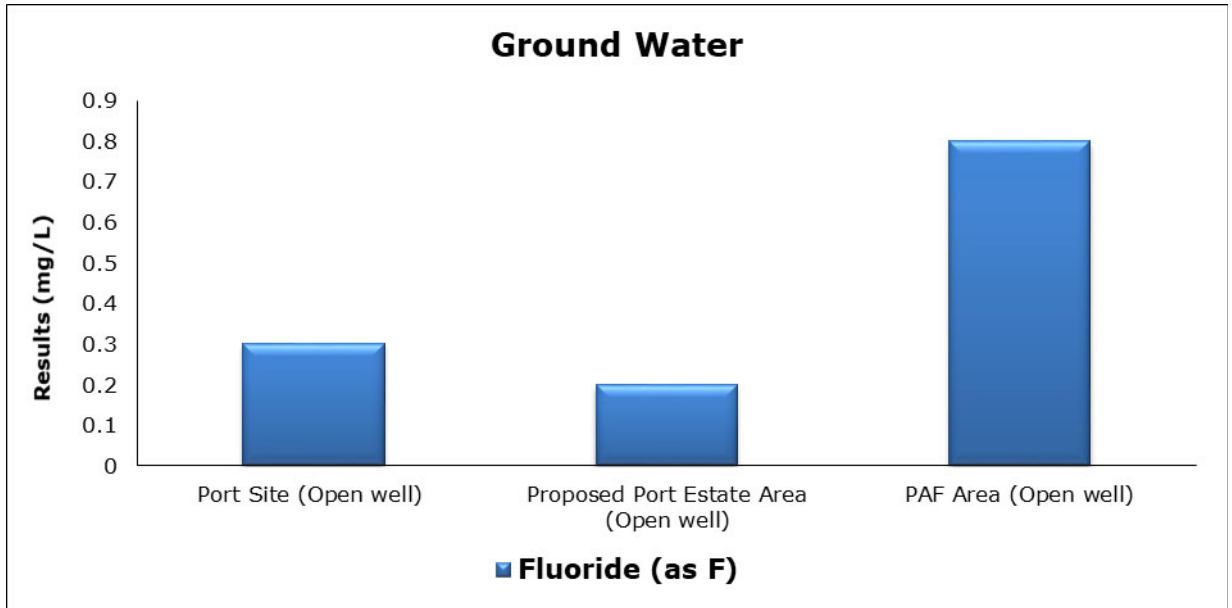 Ground Water
Results (mg/L)
0.9
0.8
0.7
0.6
0.5
0.4
0.3
0.2
0.1
0
Port Site (Open well)
Proposed Port Estate Area
(Open well)
PAF Area (Open well)
Fluoride (as F)